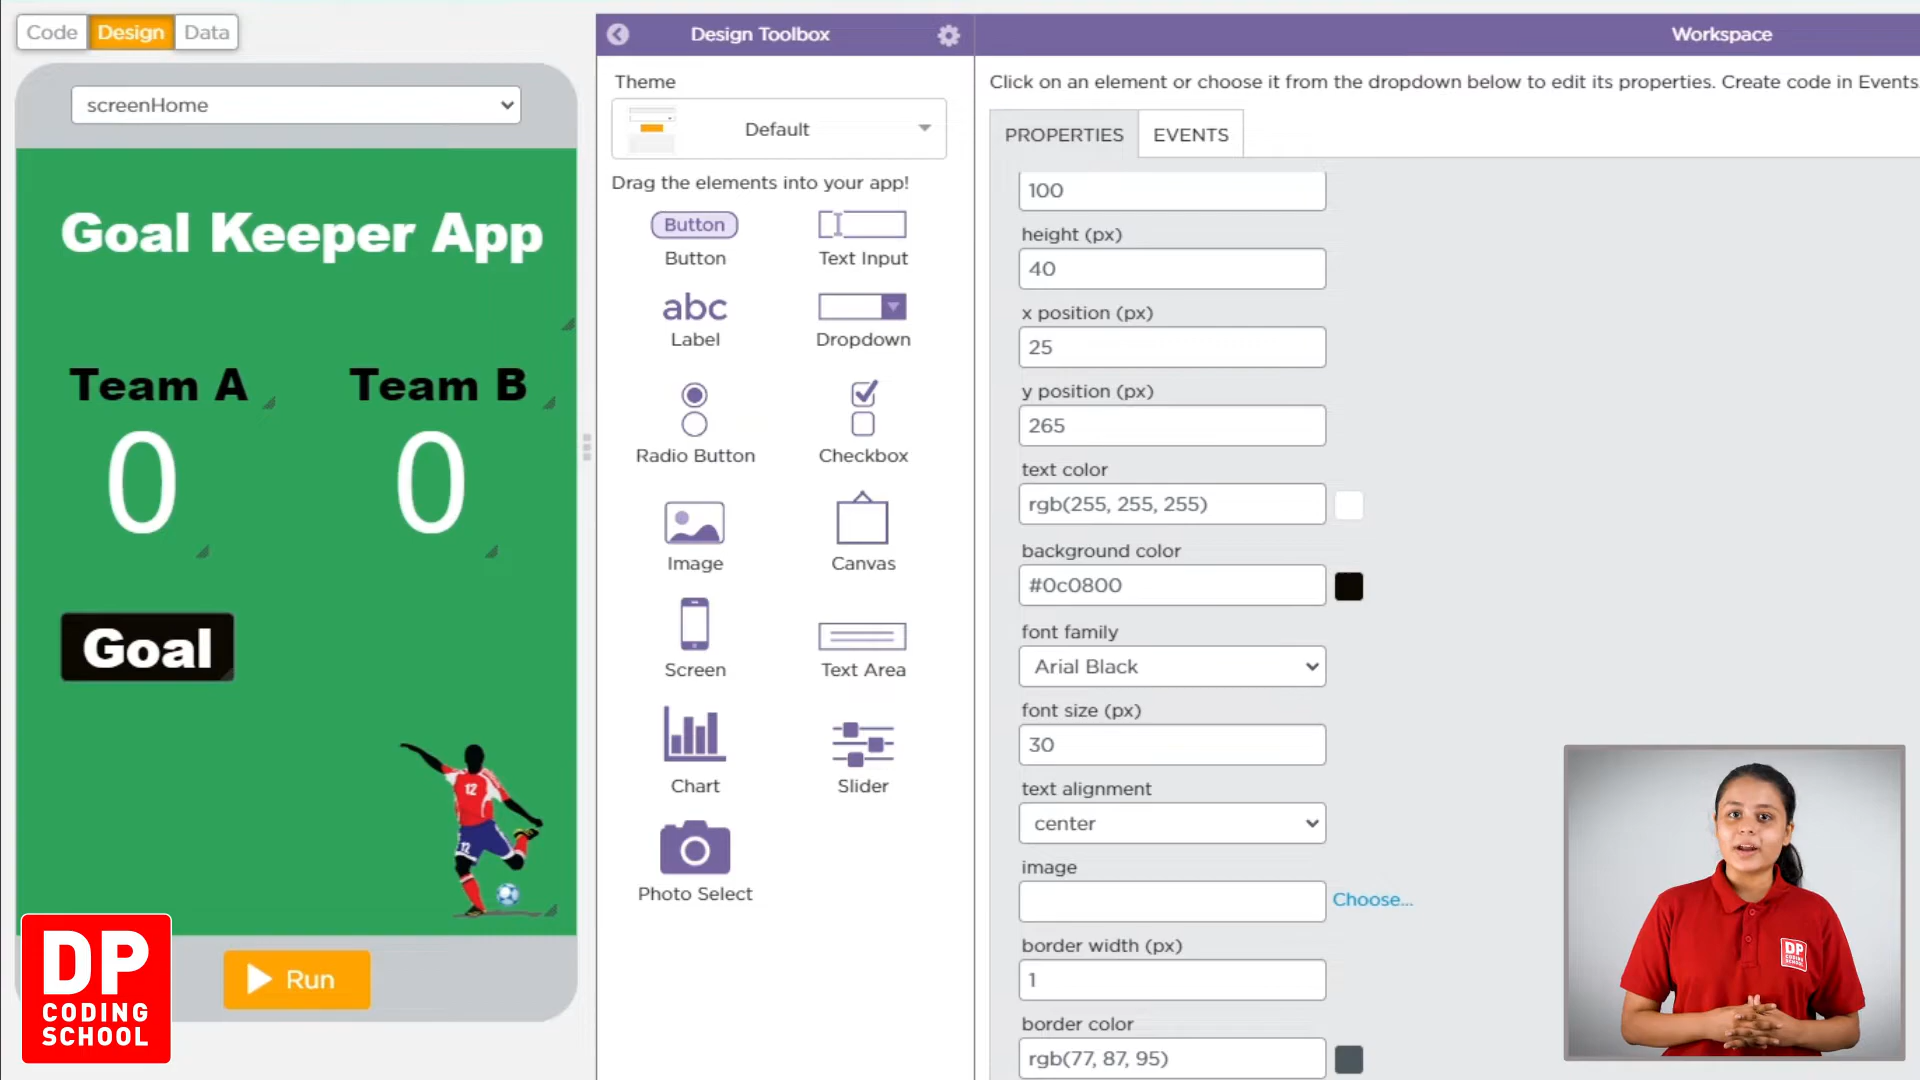 Code
Design
Data
screenHome
Goal Keeper App
Team A
Team B
0
0
Goal
12
12
Run
DP
CODING
SCHOOL
Design Toolbox
Theme
Default
Drag the elements into your app!
Button
Button
Text Input
abc
Label
Dropdown
Radio Button
Checkbox
Image
Canvas
Screen
Text Area
Chart
Slider
Photo Select
Workspace
Click on an element or choose it from the dropdown below to edit its properties. Create code in Events
PROPERTIES
EVENTS
100
height (px)
40
x position (px)
25
y position (px)
265
text color
rgb(255, 255, 255)
background color
#0c0800
font family
Arial Black
font size (px)
30
text alignment
center
image
Choose...
border width (px)
1
border color
rgb(77, 87, 95)
DP
CODING
SCHOOL